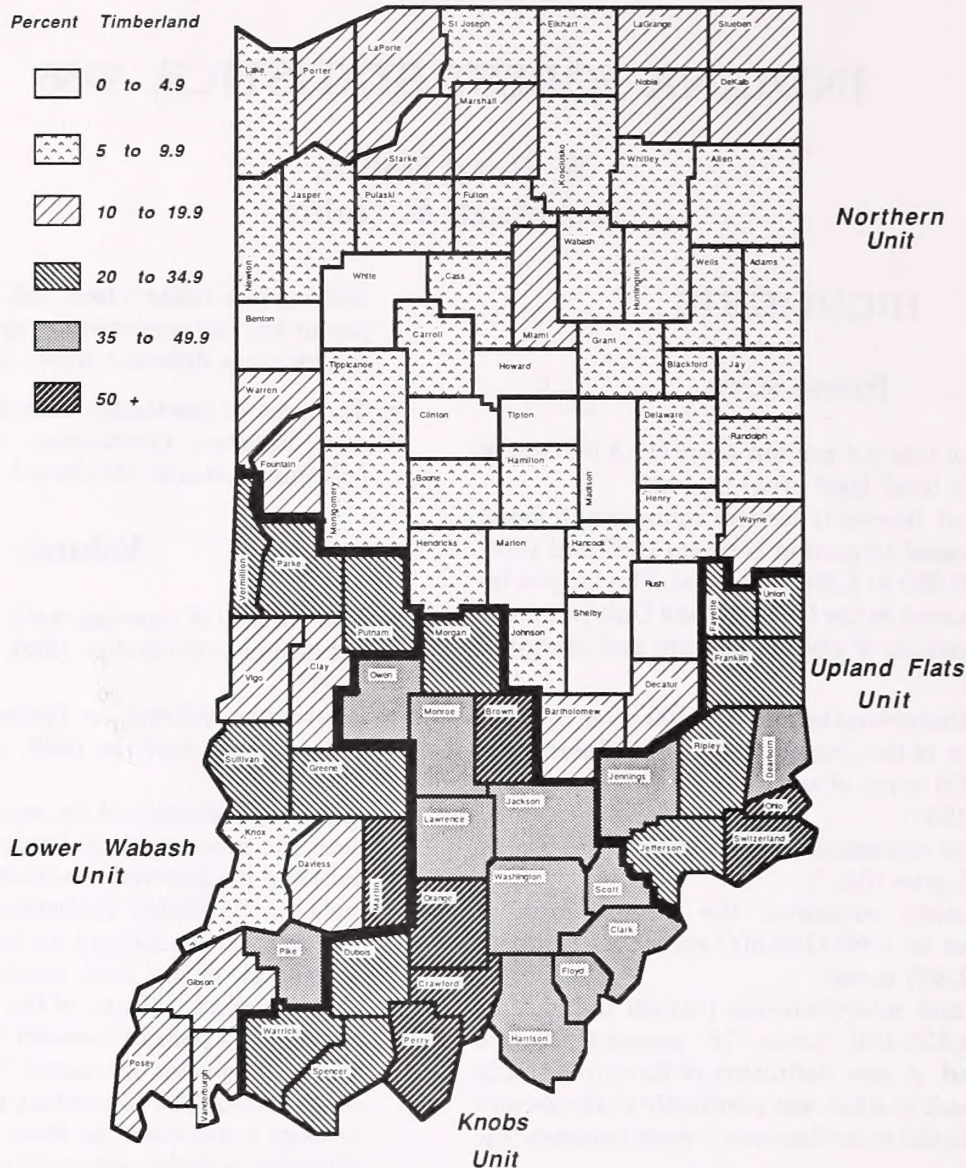 Percent Timberland
0 to 4.9
5 to 9.9
10 to 19.9
20 to 34.9
35 to 49.9
50 +
Northern
Unit
Upland Flats
Unit
Lower Wabash
Unit
Knobs
Unit
Lake
Porter
LaPorte
St Joseph
Elkhart
LaGrange
Steuben
Noble
DeKalb
Starke
Marshall
Kosciusko
Whitley
Allen
Newton
Jasper
Pulaski
Fulton
Wabash
Huntington
Wells
Adams
Benton
White
Cass
Miami
Carroll
Howard
Grant
Blackford
Jay
Warren
Tippicanoe
Clinton
Tipton
Delaware
Randolph
Fountain
Montgomery
Boone
Hamilton
Madison
Henry
Wayne
Vermillion
Parke
Putnam
Hendricks
Marion
Hancock
Rush
Fayette
Union
Vigo
Clay
Owen
Morgan
Johnson
Shelby
Decatur
Franklin
Sullivan
Greene
Monroe
Brown
Bartholomew
Jennings
Ripley
Dearborn
Ohio
Switzerland
Jefferson
Knox
Daviess
Martin
Lawrence
Jackson
Washington
Scott
Clark
Orange
Gibson
Pike
Dubois
Crawford
Floyd
Harrison
Posey
Vanderburgh
Warrick
Spencer
Perry